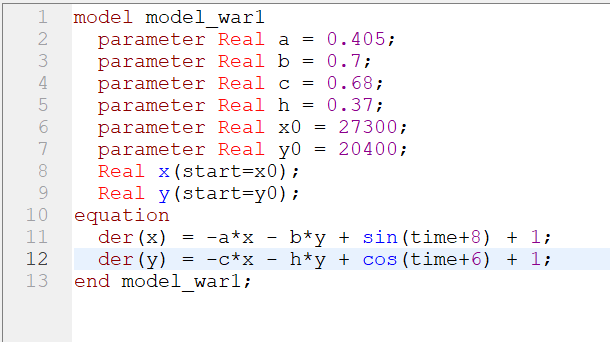 1 model model_war1
2   parameter Real a = 0.405;
3   parameter Real b = 0.7;
4   parameter Real c = 0.68;
5   parameter Real h = 0.37;
6   parameter Real x0 = 27300;
7   parameter Real y0 = 20400;
8   Real x(start=x0);
9   Real y(start=y0);
10 equation
11   der(x) = -a*x - b*y + sin(time+8) + 1;
12   der(y) = -c*x - h*y + cos(time+6) + 1;
13 end model_war1;